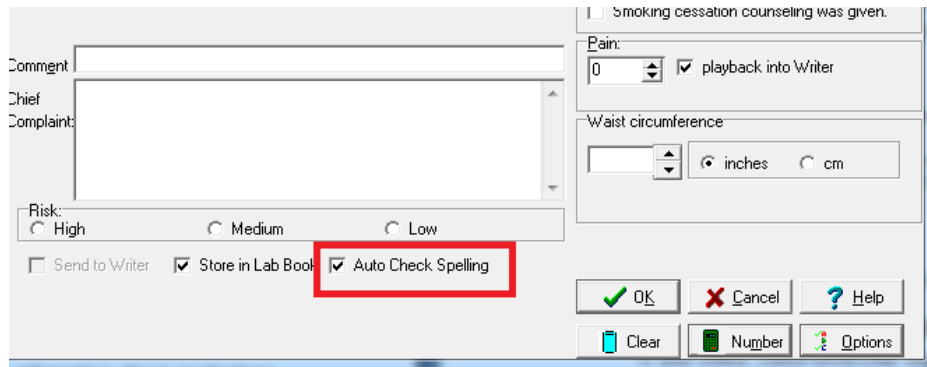 Smoking cessation counseling was given.
Pain:
Comment
0 playback into Writer
Chief
Complaint:
Waist circumference
inches cm
Risk:
High Medium Low
Send to Writer Store in Lab Book Auto Check Spelling
OK Cancel Help
Clear Number Options